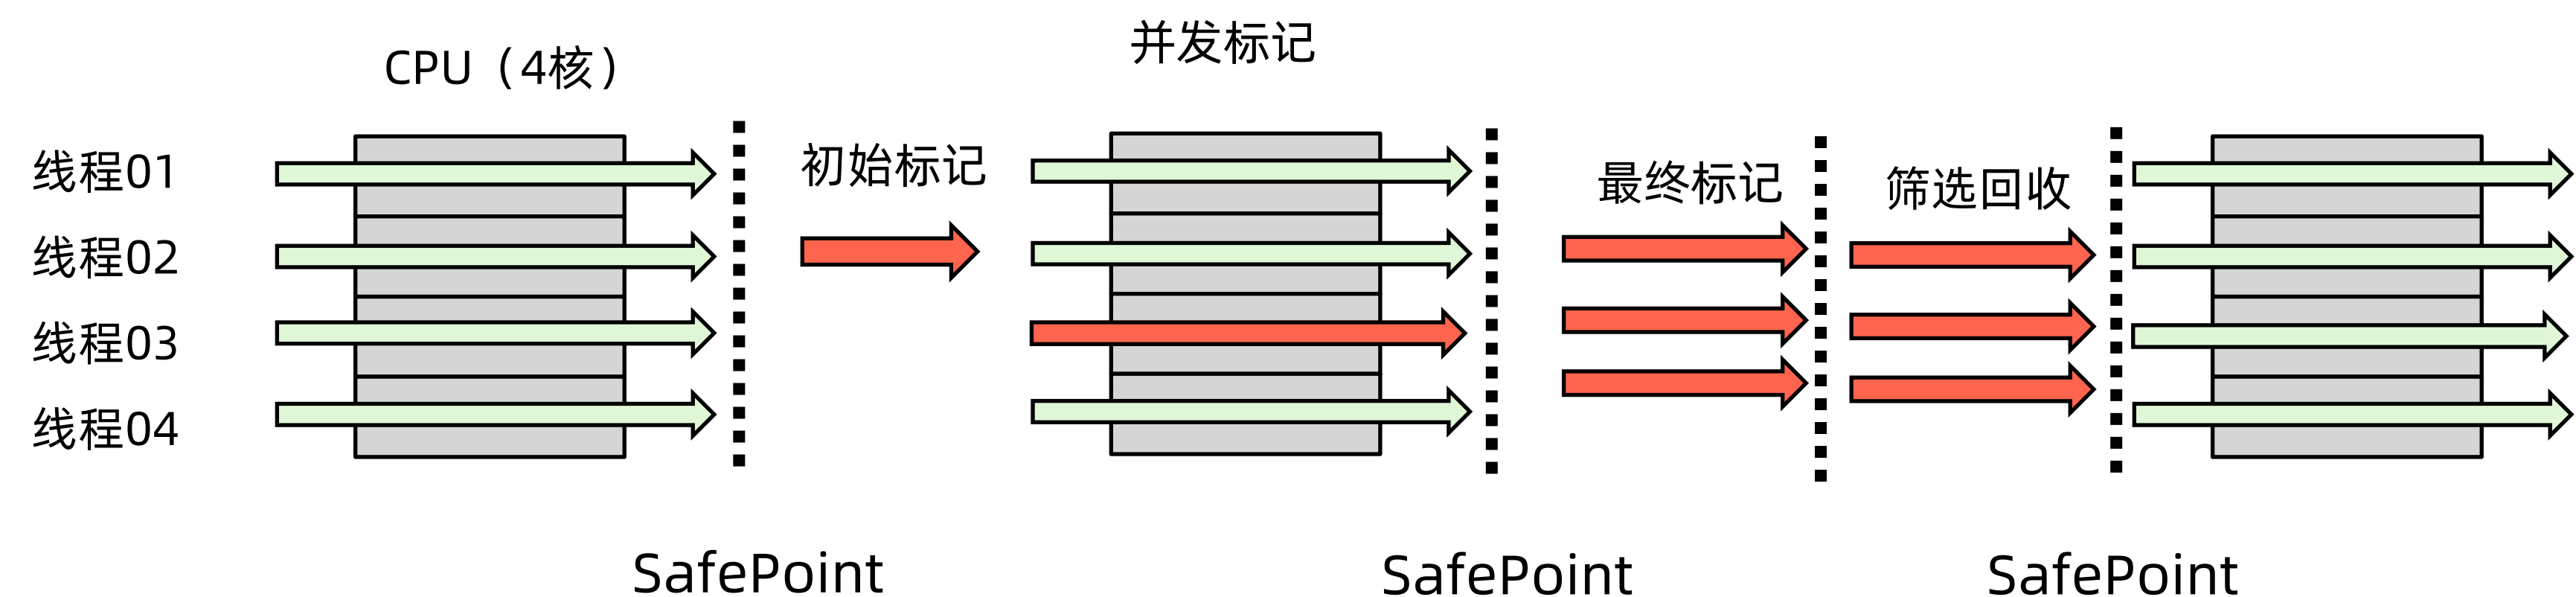 CPU（4核）
并发标记
线程01
线程02
线程03
线程04
初始标记
最终标记
筛选回收
SafePoint
SafePoint
SafePoint